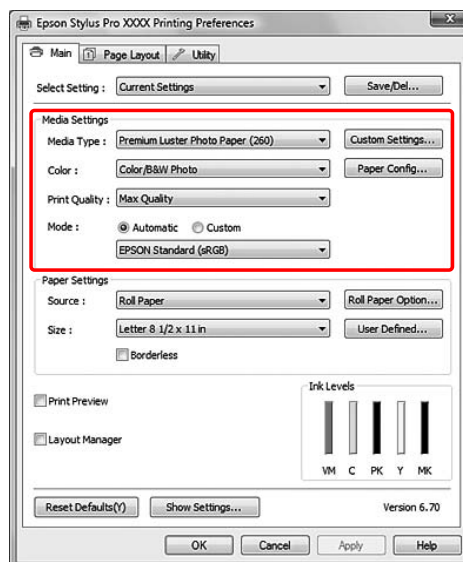 Epson Stylus Pro XXXX Printing Preferences
Main Page Layout Utility
Select Setting : Current Settings Save/Del...
Media Settings
Media Type : Premium Luster Photo Paper (260) Custom Settings...
Color : Color/B&W Photo Paper Config...
Print Quality : Max Quality
Mode : Automatic Custom
EPSON Standard (sRGB)
Paper Settings
Source : Roll Paper Roll Paper Option...
Size : Letter 8 1/2 x 11 in User Defined...
Borderless
Print Preview
Layout Manager
Ink Levels
VM C PK Y MK
Reset Defaults(Y) Show Settings... Version 6.70
OK Cancel Apply Help